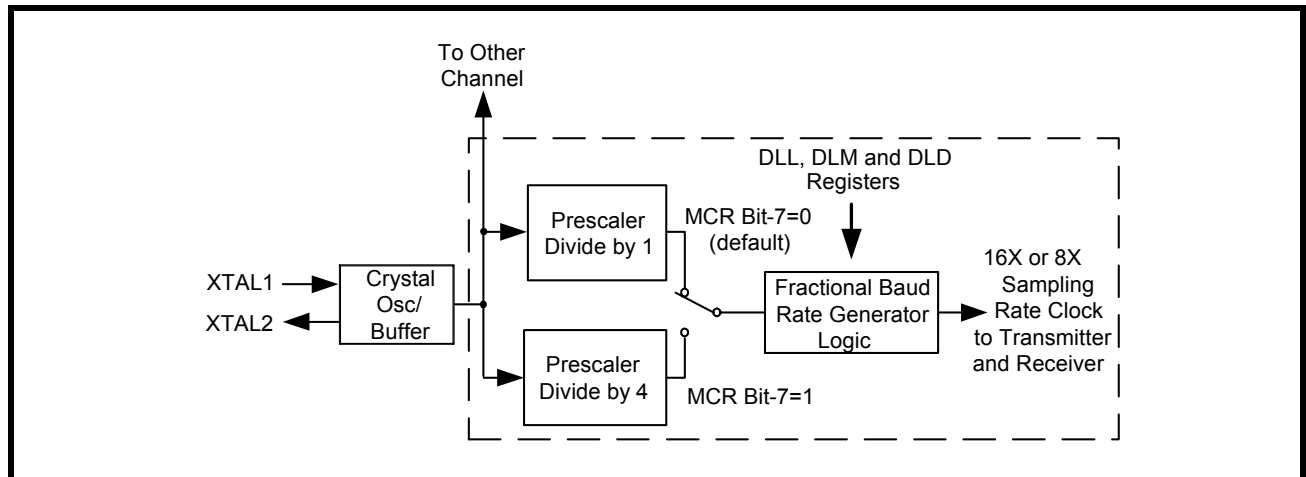 To Other
Channel
DLL, DLM and DLD
Registers
Prescaler
Divide by 1
MCR Bit-7=0
(default)
XTAL1
XTAL2
Crystal
Osc/
Buffer
Fractional Baud
Rate Generator
Logic
16X or 8X
Sampling
Rate Clock
to Transmitter
and Receiver
Prescaler
Divide by 4
MCR Bit-7=1